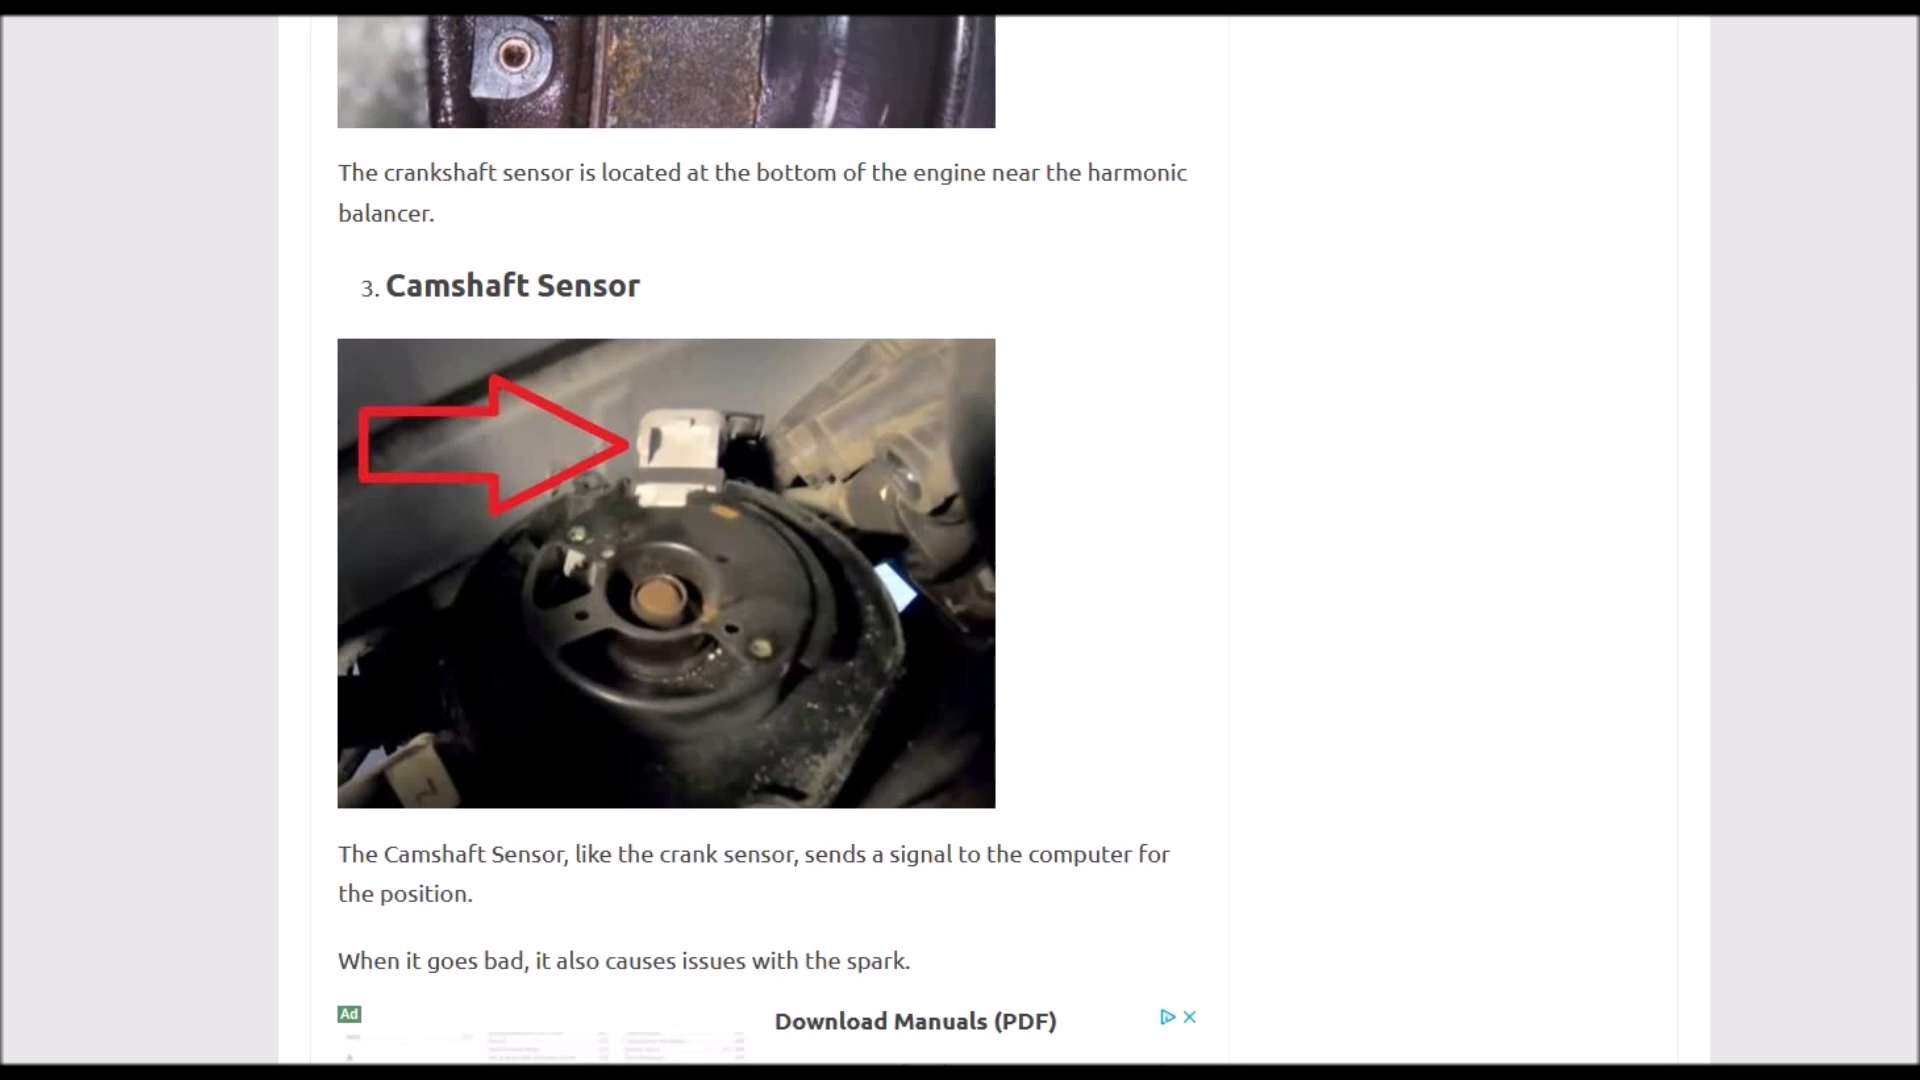 The crankshaft sensor is located at the bottom of the engine near the harmonic
balancer.
3. Camshaft Sensor
The Camshaft Sensor, like the crank sensor, sends a signal to the computer for
the position.
When it goes bad, it also causes issues with the spark.
Ad
Download Manuals (PDF)